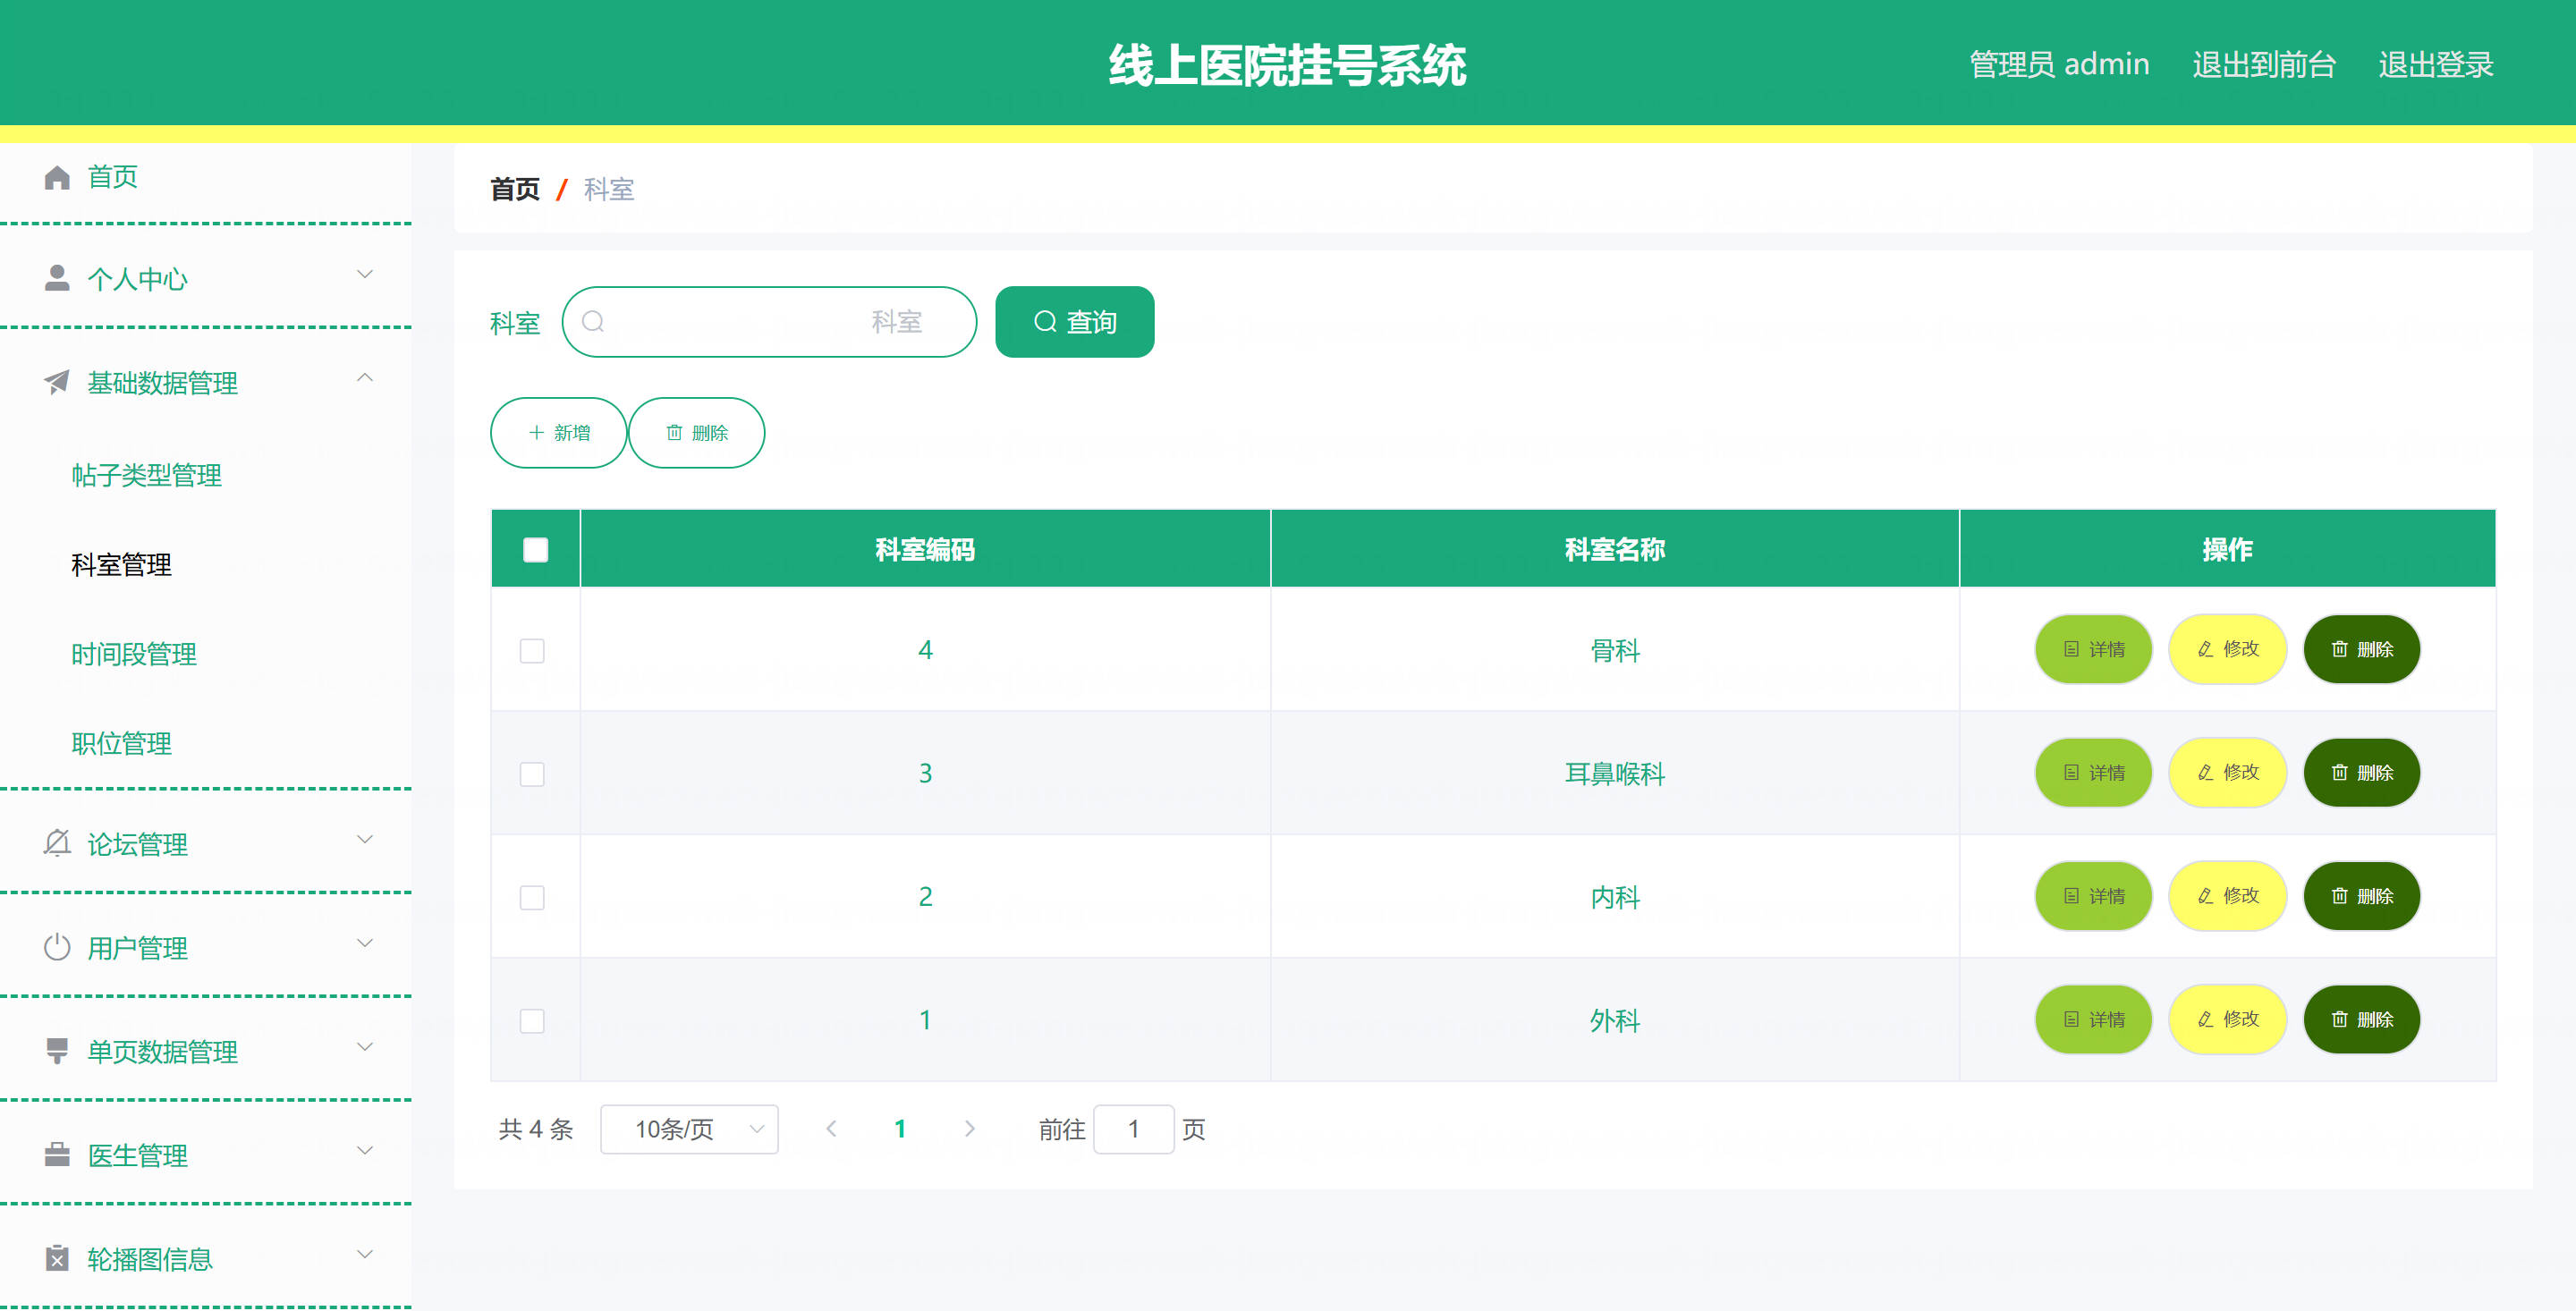 线上医院挂号系统
管理员 admin 退出到前台 退出登录
首页
个人中心
基础数据管理
帖子类型管理
科室管理
时间段管理
职位管理
论坛管理
用户管理
单页数据管理
医生管理
轮播图信息
首页 / 科室
科室 科室 查询
新增 删除
科室编码 科室名称 操作
4 骨科 详情 修改 删除
3 耳鼻喉科 详情 修改 删除
2 内科 详情 修改 删除
1 外科 详情 修改 删除
共 4 条 10条/页 1 前往 1 页